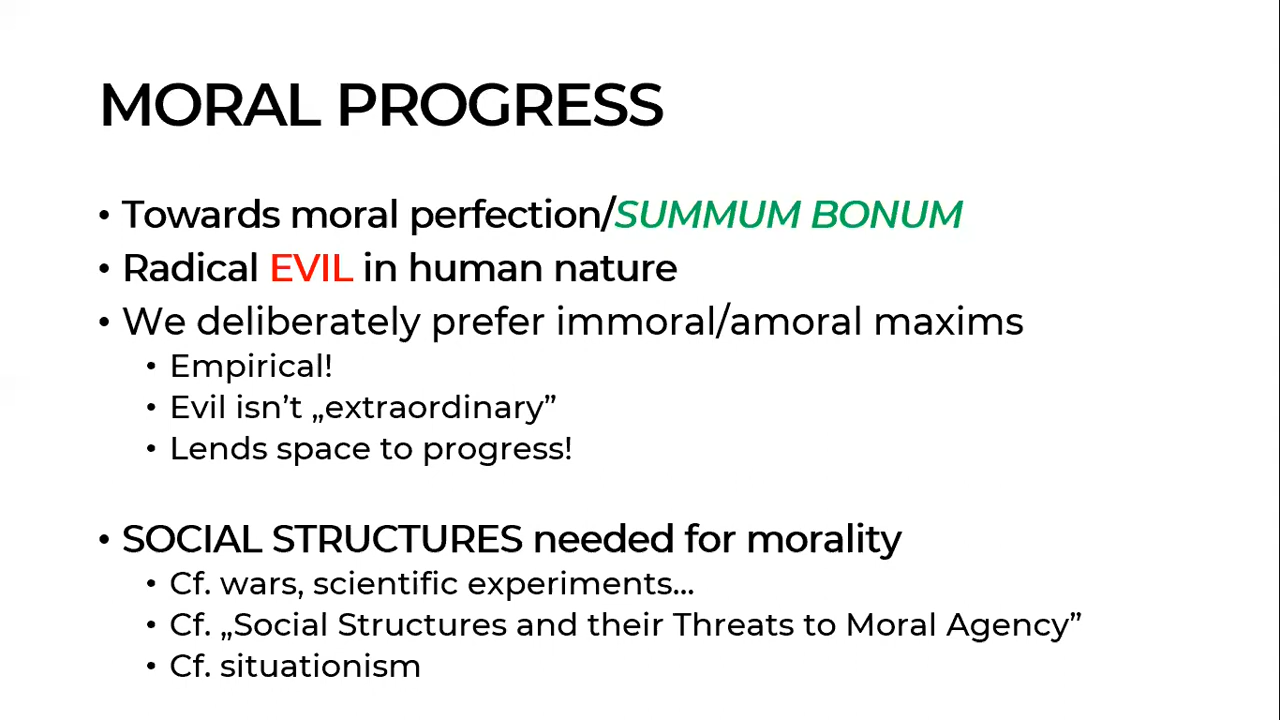 MORAL PROGRESS
• Towards moral perfection/SUMMUM BONUM
• Radical EVIL in human nature
• We deliberately prefer immoral/amoral maxims
• Empirical!
• Evil isn’t „extraordinary”
• Lends space to progress!
• SOCIAL STRUCTURES needed for morality
• Cf. wars, scientific experiments...
• Cf. „Social Structures and their Threats to Moral Agency”
• Cf. situationism